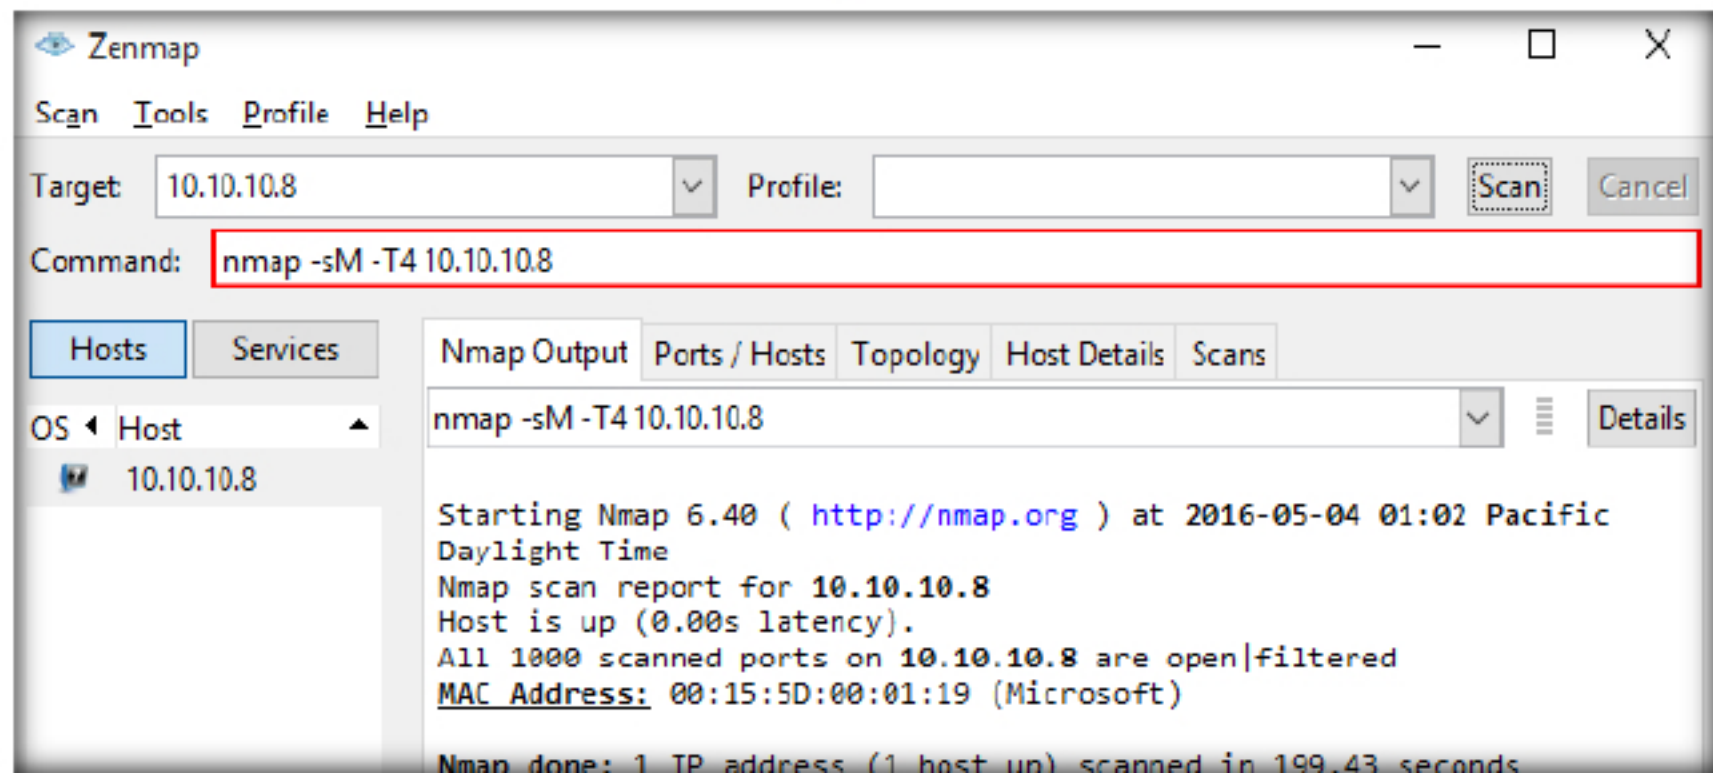 Zenmap
Scan Tools Profile Help
Target: 10.10.10.8 Profile: Scan Cancel
Command: nmap -sM -T4 10.10.10.8
Hosts Services
Nmap Output Ports / Hosts Topology Host Details Scans
OS Host
nmap -sM -T4 10.10.10.8 Details
10.10.10.8
Starting Nmap 6.40 ( http://nmap.org ) at 2016-05-04 01:02 Pacific
Daylight Time
Nmap scan report for 10.10.10.8
Host is up (0.00s latency).
All 1000 scanned ports on 10.10.10.8 are open|filtered
MAC Address: 00:15:5D:00:01:19 (Microsoft)
Nmap done: 1 IP address (1 host up) scanned in 199.43 seconds